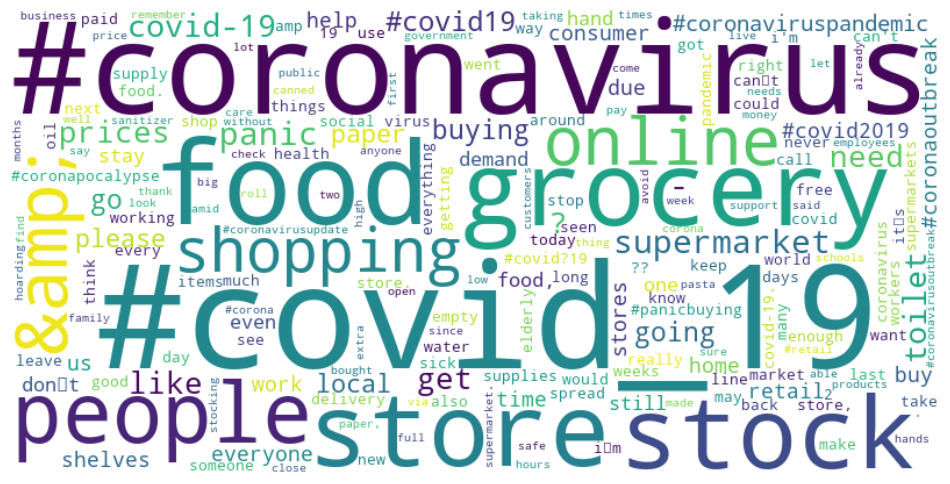 business
remember
paid
covid-19
amp
help
#covid19
hand
taking
times
#coronaviruspandemic
price
19
use
way
consumer
government
i'm
live
let
#coronavirus
lot
went
got
can't
supply
public
first
come
already
food.
things
due
can□t
right
needs
canned
pay
could
money
next
sanitizer
care
without
social
virus
around
pandemic
employees
#coronaoutbreak
months
oil
well
shop
prices
panic
paper
buying
online
#covid2019
say
stay
check
health
anyone
demand
never
need
#coronapocalypse
everything
call
supermarkets
thank
big
roll
two
getting
customers
avoid
-
free
said
&amp;
go
look
food
grocery
week
support
covid
working
amid
high
stop
?
corona
find
please
#coronavirusupdate
seen
supermarket
it□s
hoarding
think
every
shopping
today
thing
world
schools
coronavirus
#covid?19
??
keep
days
workers
#coronavirusoutbreak
toilet
items
much
store.
low
food,
long
one
pasta
family
#corona
open
#covid_19
know
#panicbuying
covid-19.
many
enough
want
us
even
empty
since
elderly
stores
going
really
sure
#retail
see
extra
water
leave
day
sick
supplies
would
weeks
home
market
able
last
buy
don□t
good
like
work
bought
local
get
delivery
via
also
time
spread
still
made
line
may
retail
2
products
back
store,
take
people
stocking
paper,
store
supermarket,
stock
.
shelves
everyone
someone
close
new
full
safe
hours
i□m
make
hands